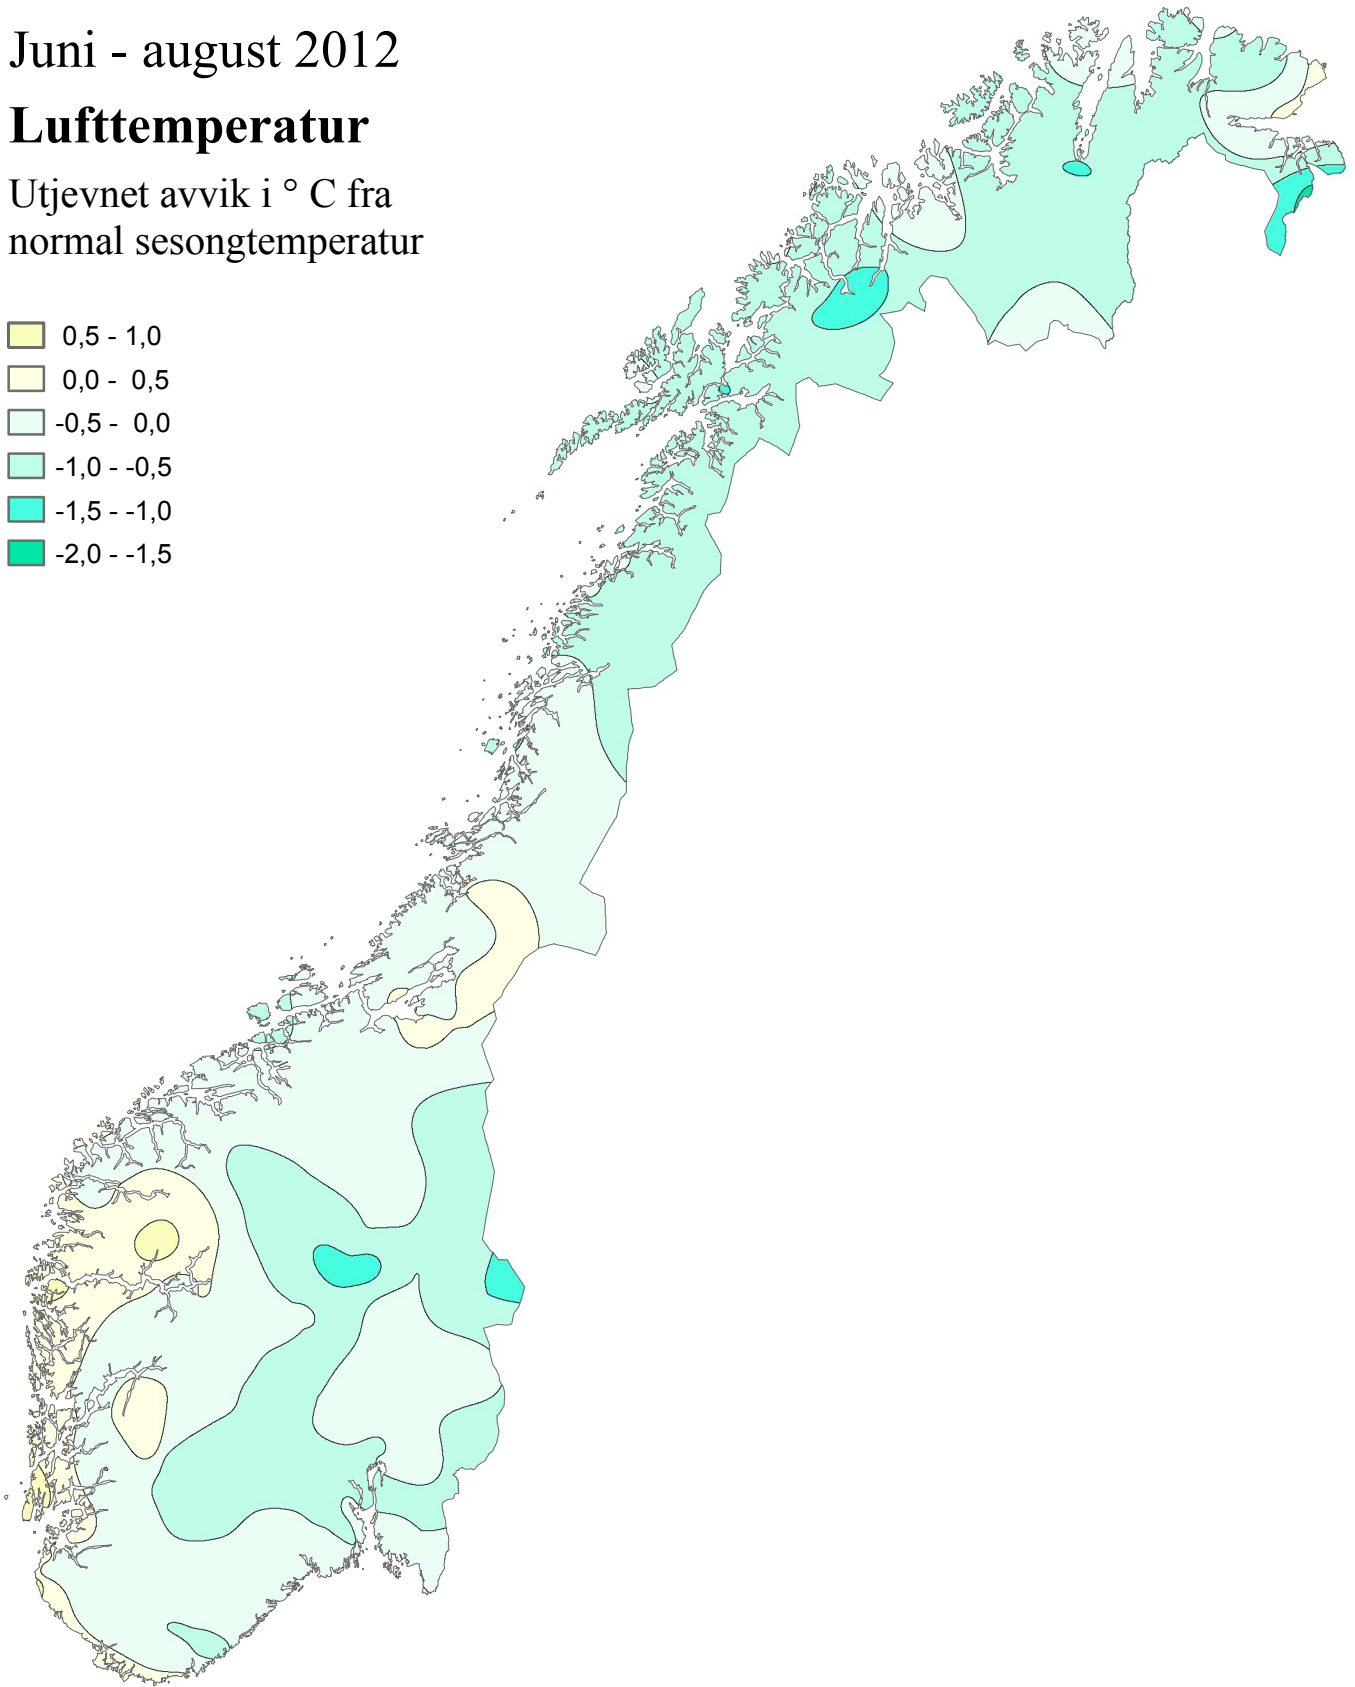 Juni - august 2012
Lufttemperatur
Utjevnet avvik i ° C fra
normal sesongtemperatur
0,5 - 1,0
0,0 - 0,5
-0,5 - 0,0
-1,0 - -0,5
-1,5 - -1,0
-2,0 - -1,5